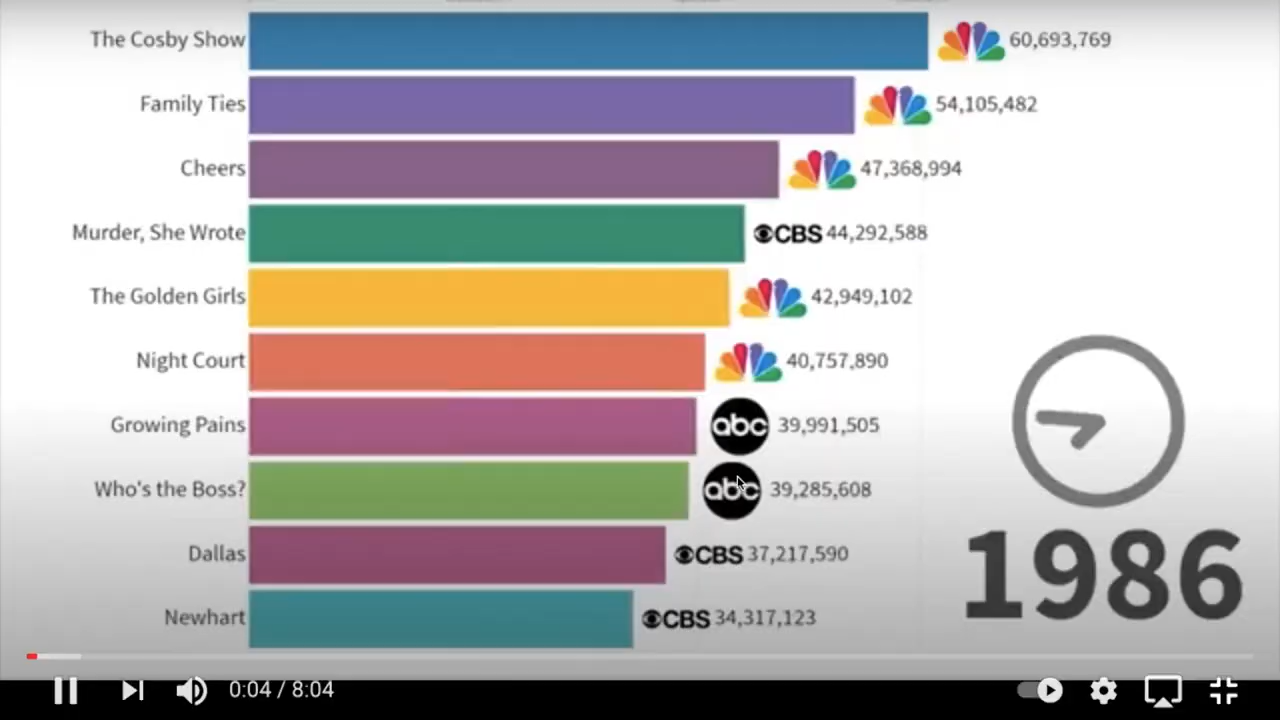 The Cosby Show 60,693,769
Family Ties 54,105,482
Cheers 47,368,994
Murder, She Wrote CBS 44,292,588
The Golden Girls 42,949,102
Night Court 40,757,890
Growing Pains abc 39,991,505
Who's the Boss? abc 39,285,608
Dallas CBS 37,217,590
Newhart CBS 34,317,123
1986
0:04 / 8:04